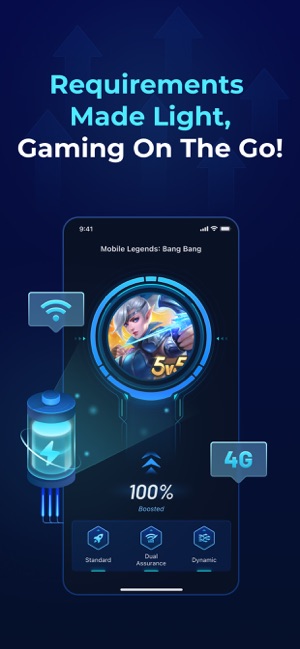 Requirements
Made Light,
Gaming On The Go!
9:41
Mobile Legends: Bang Bang
5v5
4G
100%
Boosted
Standard
Dual
Assurance
Dynamic